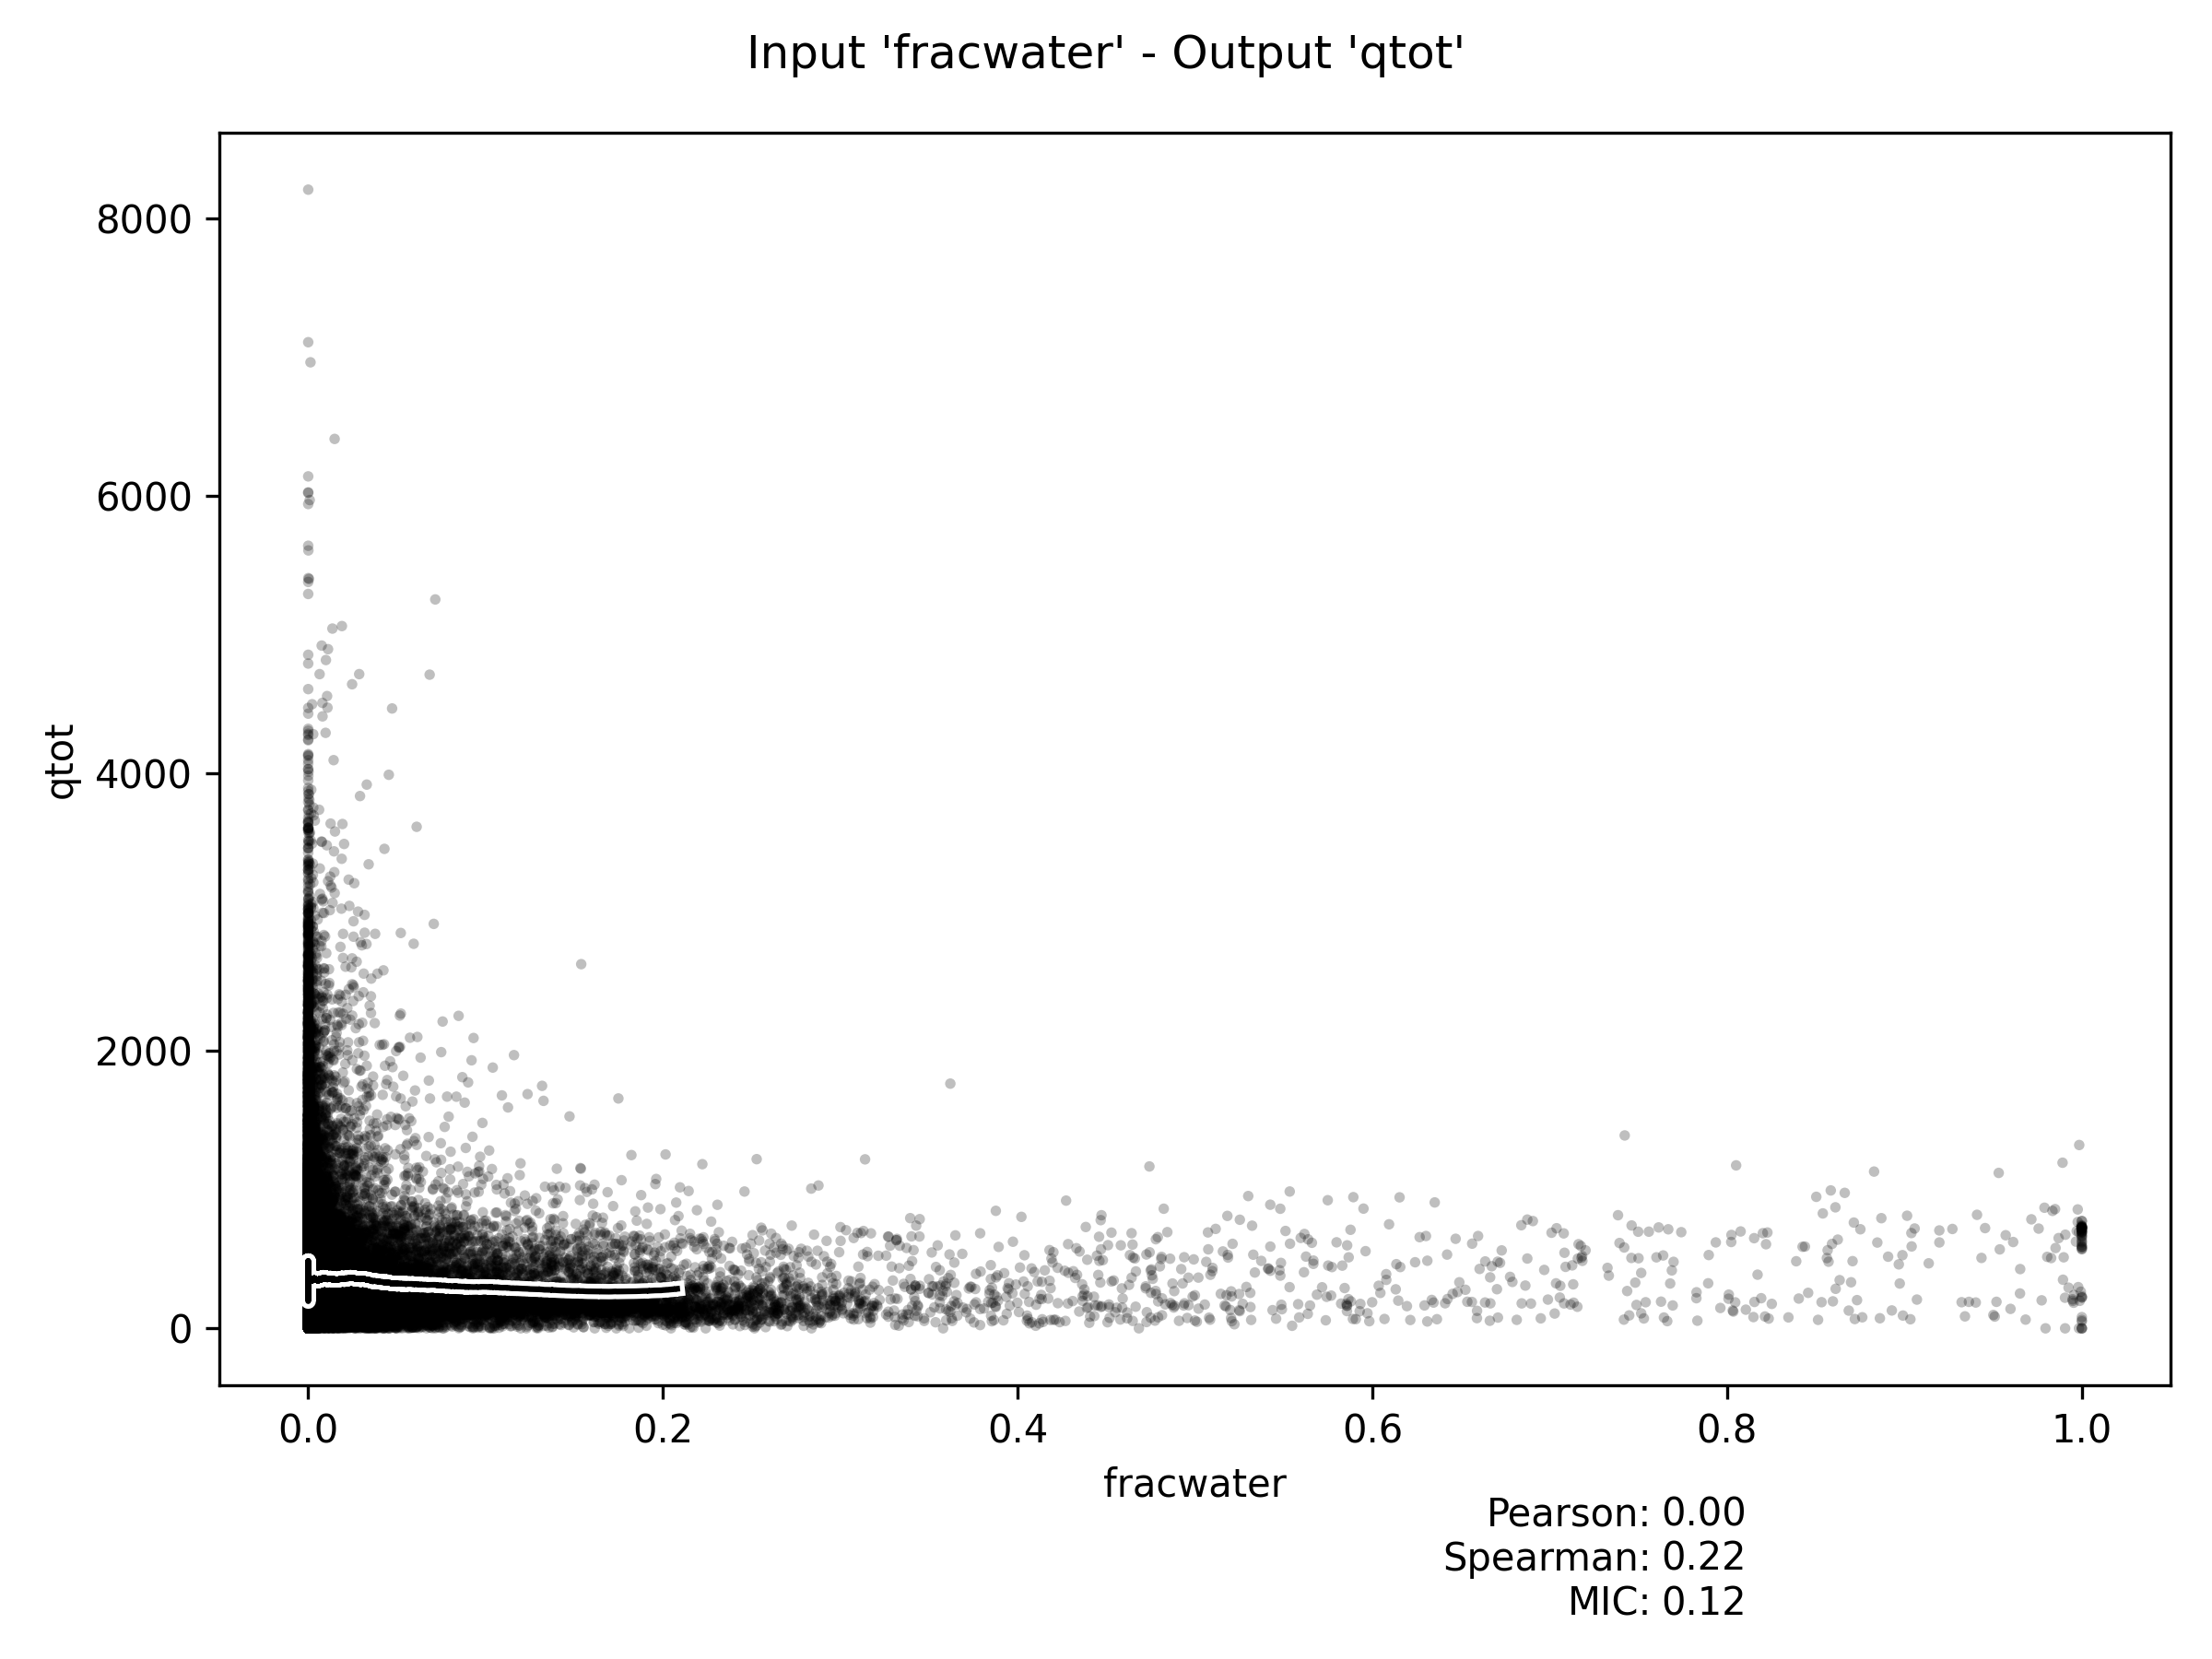 Input 'fracwater' - Output 'qtot'
8000
6000
4000
2000
0
qtot
0.0 0.2 0.4 0.6 0.8 1.0
fracwater
Pearson: 0.00
Spearman: 0.22
MIC: 0.12